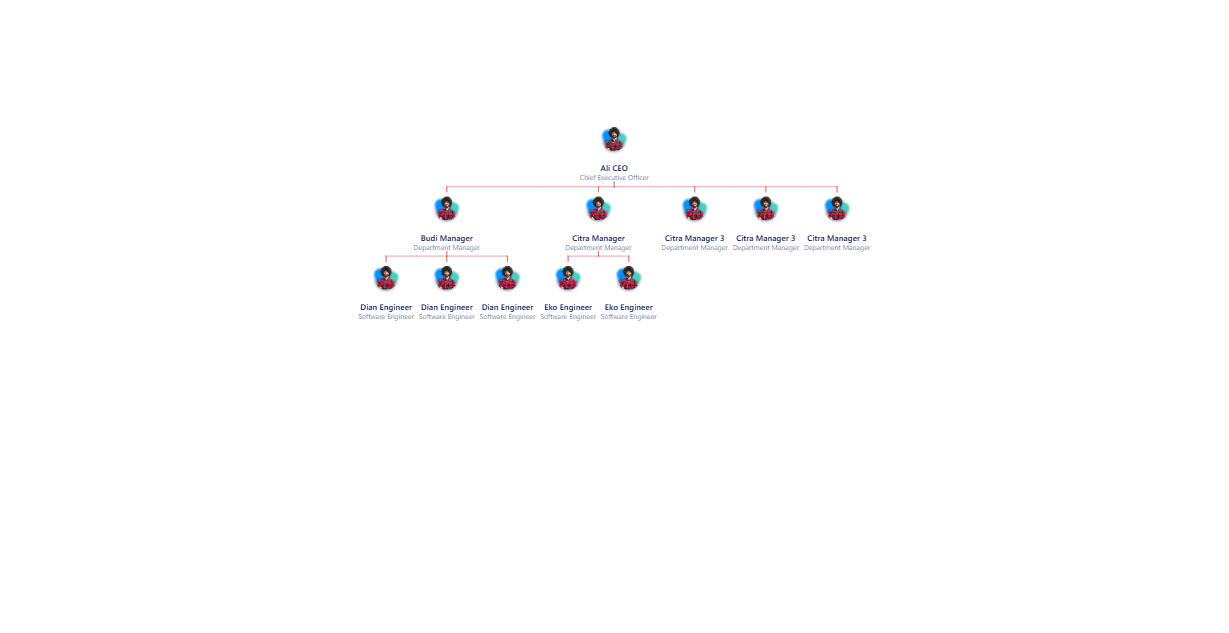 Ali CEO
Chief Executive Officer
Budi Manager
Department Manager
Citra Manager
Department Manager
Citra Manager 3
Department Manager
Citra Manager 3
Department Manager
Citra Manager 3
Department Manager
Dian Engineer
Software Engineer
Dian Engineer
Software Engineer
Dian Engineer
Software Engineer
Eko Engineer
Software Engineer
Eko Engineer
Software Engineer